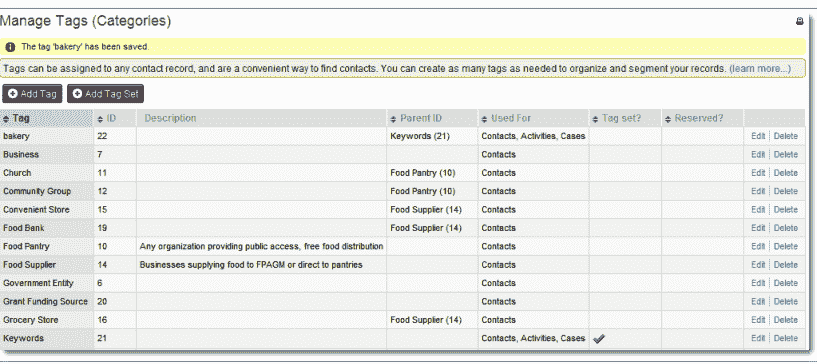 Manage Tags (Categories)
The tag 'bakery' has been saved.
Tags can be assigned to any contact record, and are a convenient way to find contacts. You can create as many tags as needed to organize and segment your records. (learn more...)
Add Tag Add Tag Set
Tag ID Description Parent ID Used For Tag set? Reserved?
bakery 22 Keywords (21) Contacts, Activities, Cases Edit Delete
Business 7 Contacts Edit Delete
Church 11 Food Pantry (10) Contacts Edit Delete
Community Group 12 Food Pantry (10) Contacts Edit Delete
Convenient Store 15 Food Supplier (14) Contacts Edit Delete
Food Bank 19 Food Supplier (14) Contacts Edit Delete
Food Pantry 10 Any organization providing public access, free food distribution Contacts Edit Delete
Food Supplier 14 Businesses supplying food to FPAGM or direct to pantries Contacts Edit Delete
Government Entity 6 Contacts Edit Delete
Grant Funding Source 20 Contacts Edit Delete
Grocery Store 16 Food Supplier (14) Contacts Edit Delete
Keywords 21 Contacts, Activities, Cases Edit Delete